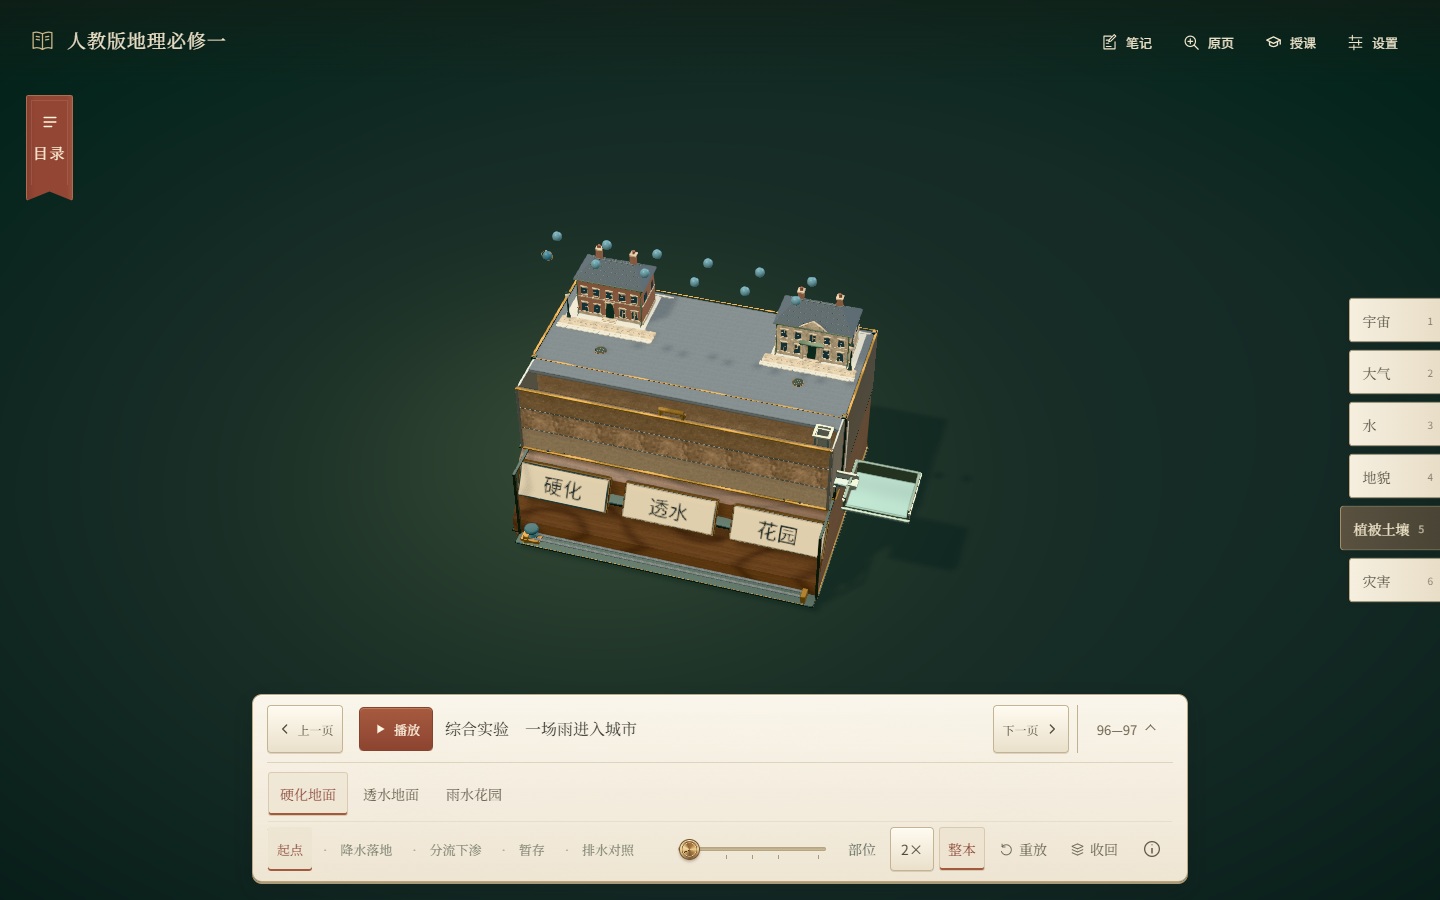 人教版地理必修一
笔记
原页
授课
设置
目录
宇宙 1
大气 2
水 3
地貌 4
植被土壤 5
灾害 6
硬化
透水
花园
上一页
播放
综合实验 一场雨进入城市
下一页
96—97
硬化地面
透水地面
雨水花园
起点 · 降水落地 · 分流下渗 · 暂存 · 排水对照
部位
2×
整本
重放
收回